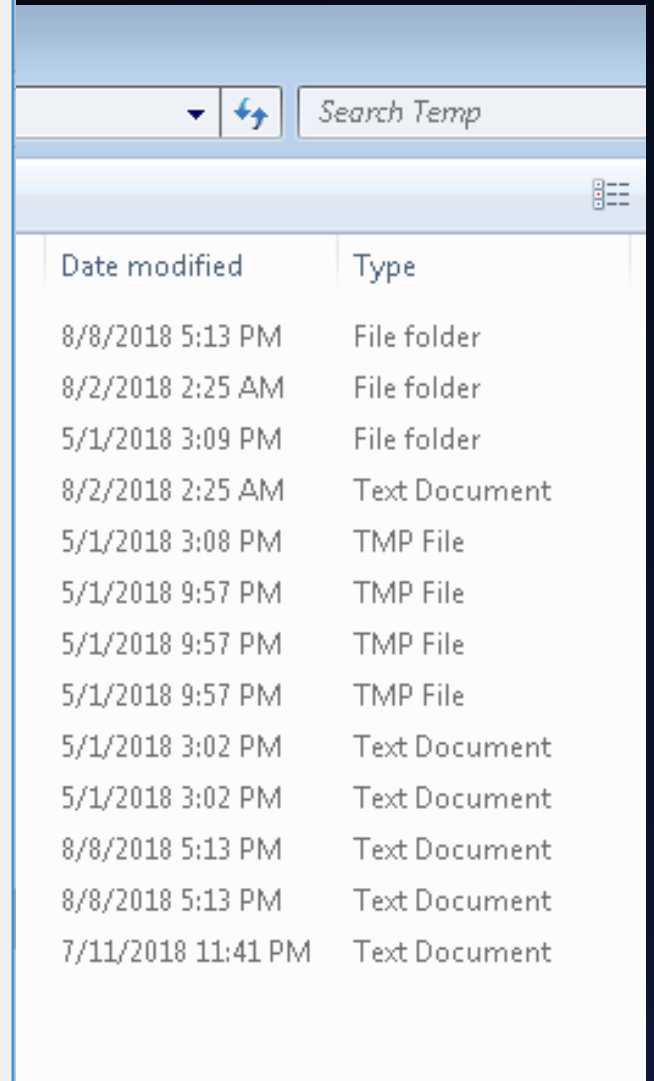 Search Temp
Date modified Type
8/8/2018 5:13 PM File folder
8/2/2018 2:25 AM File folder
5/1/2018 3:09 PM File folder
8/2/2018 2:25 AM Text Document
5/1/2018 3:08 PM TMP File
5/1/2018 9:57 PM TMP File
5/1/2018 9:57 PM TMP File
5/1/2018 9:57 PM TMP File
5/1/2018 3:02 PM Text Document
5/1/2018 3:02 PM Text Document
8/8/2018 5:13 PM Text Document
8/8/2018 5:13 PM Text Document
7/11/2018 11:41 PM Text Document